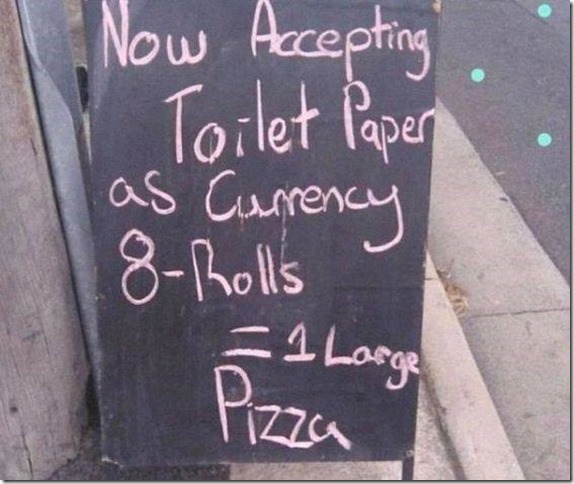 Now Accepting
Toilet Paper
as Currency
8-Rolls
= 1 Large
Pizza